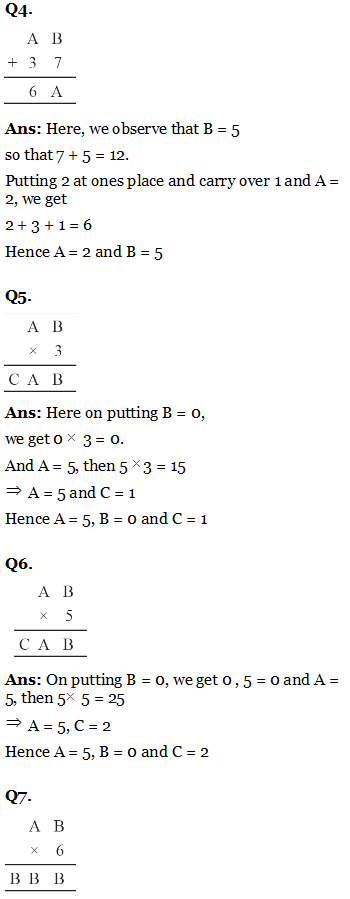 Q4.
A B
+ 3 7
6 A
Ans: Here, we observe that B = 5
so that 7 + 5 = 12.
Putting 2 at ones place and carry over 1 and A =
2, we get
2 + 3 + 1 = 6
Hence A = 2 and B = 5
Q5.
A B
× 3
C A B
Ans: Here on putting B = 0,
we get 0 × 3 = 0.
And A = 5, then 5 × 3 = 15
⇒ A = 5 and C = 1
Hence A = 5, B = 0 and C = 1
Q6.
A B
× 5
C A B
Ans: On putting B = 0, we get 0 , 5 = 0 and A =
5, then 5 × 5 = 25
⇒ A = 5, C = 2
Hence A = 5, B = 0 and C = 2
Q7.
A B
× 6
B B B